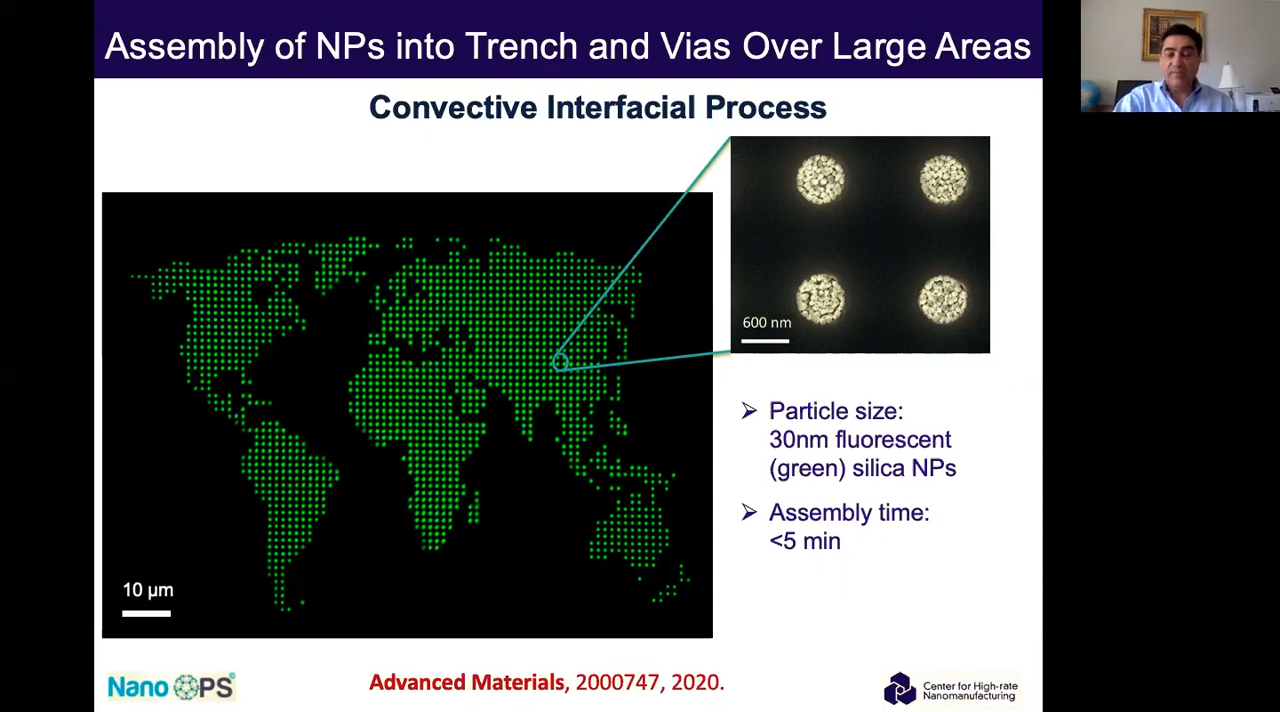 Assembly of NPs into Trench and Vias Over Large Areas
Convective Interfacial Process
600 nm
➢ Particle size:
30nm fluorescent
(green) silica NPs
➢ Assembly time:
<5 min
10 µm
Nano OPS
Advanced Materials, 2000747, 2020.
Center for High-rate
Nanomanufacturing